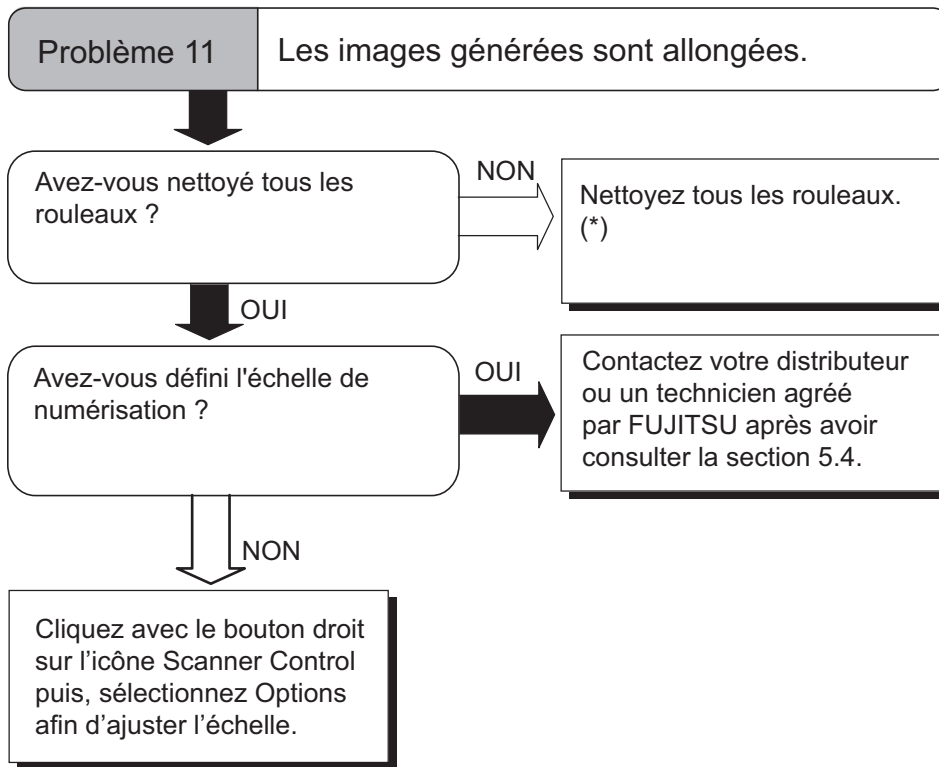 Problème 11
Les images générées sont allongées.
Avez-vous nettoyé tous les
rouleaux ?
NON
Nettoyez tous les rouleaux.
(*)
OUI
Avez-vous défini l'échelle de
numérisation ?
OUI
Contactez votre distributeur
ou un technicien agréé
par FUJITSU après avoir
consulter la section 5.4.
NON
Cliquez avec le bouton droit
sur l’icône Scanner Control
puis, sélectionnez Options
afin d’ajuster l’échelle.